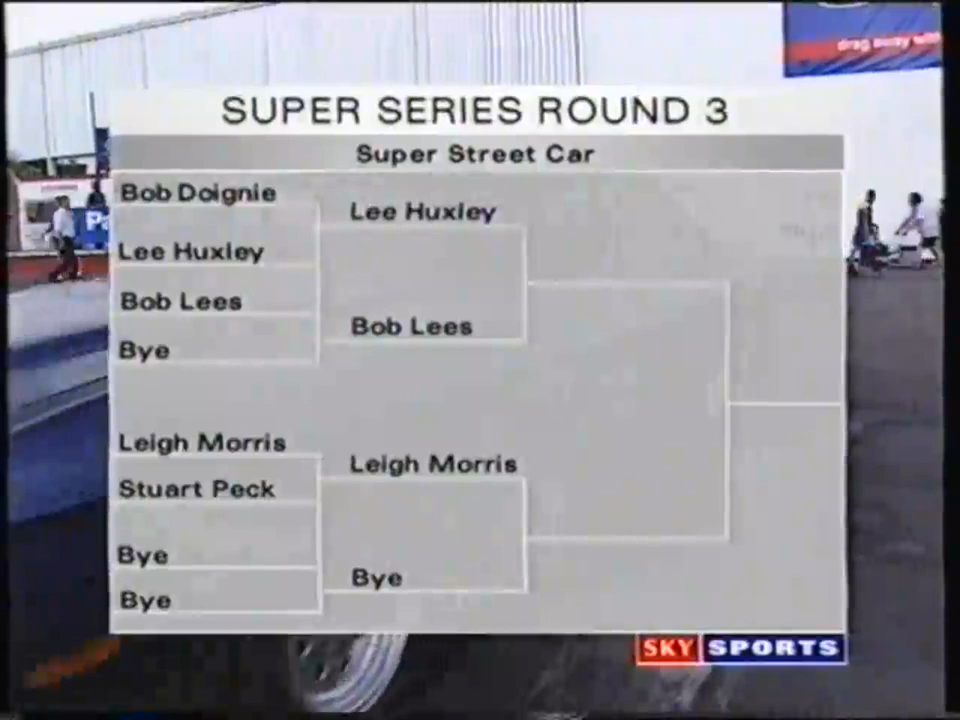 drag away with
SUPER SERIES ROUND 3
Super Street Car
Bob Doignie
Lee Huxley
Lee Huxley
Bob Lees
Bob Lees
Bye
Leigh Morris
Leigh Morris
Stuart Peck
Bye
Bye
Bye
SKY SPORTS